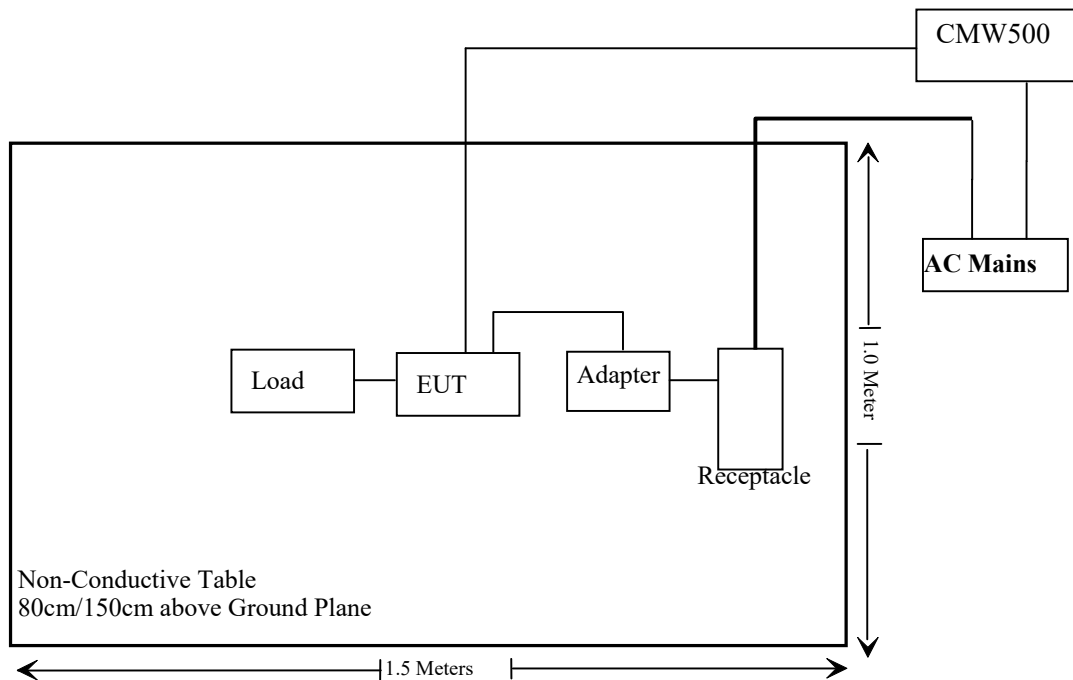 CMW500
AC Mains
Load
EUT
Adapter
Receptacle
1.0 Meter
Non-Conductive Table
80cm/150cm above Ground Plane
1.5 Meters